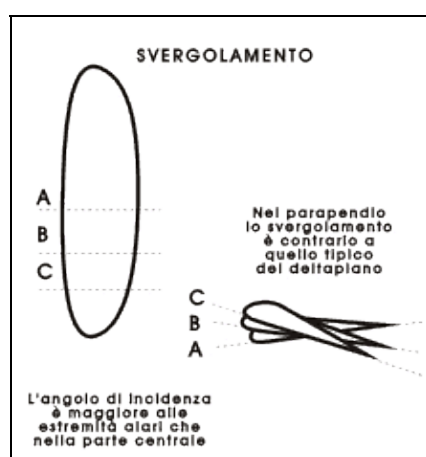 SVERGOLAMENTO
A
B
C
Nel parapendio
lo svergolamento
è contrario a
quello tipico
del deltaplano
C
B
A
L'angolo di incidenza
è maggiore alle
estremità alari che
nella parte centrale